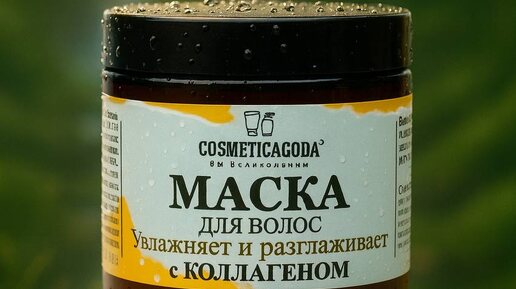 COSMETICAGODA
Вы Великолепны
МАСКА
ДЛЯ ВОЛОС
Увлажняет и разглаживает
с КОЛЛАГЕНОМ